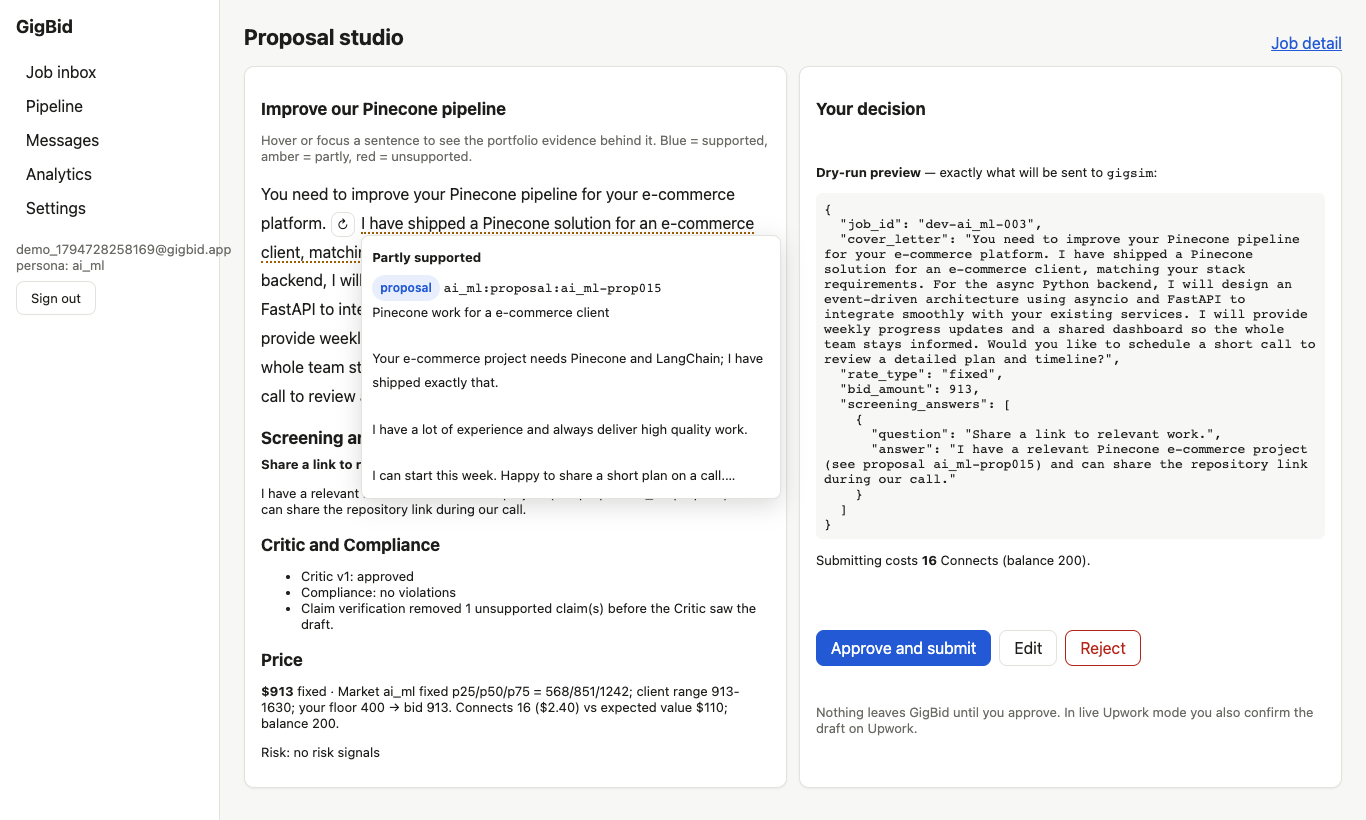 GigBid
Job inbox
Pipeline
Messages
Analytics
Settings
demo_1794728258169@gigbid.app
persona: ai_ml
Sign out
Proposal studio
Job detail
Improve our Pinecone pipeline
Hover or focus a sentence to see the portfolio evidence behind it. Blue = supported,
amber = partly, red = unsupported.
You need to improve your Pinecone pipeline for your e-commerce
platform. ↻ I have shipped a Pinecone solution for an e-commerce
client, matchin
backend, I will
FastAPI to inte
provide weekl
whole team st
call to review
Partly supported
proposal ai_ml:proposal:ai_ml-prop015
Pinecone work for a e-commerce client
Your e-commerce project needs Pinecone and LangChain; I have
shipped exactly that.
I have a lot of experience and always deliver high quality work.
I can start this week. Happy to share a short plan on a call....
Screening an
Share a link to r
I have a relevant
can share the repository link during our call.
Critic and Compliance
• Critic v1: approved
• Compliance: no violations
• Claim verification removed 1 unsupported claim(s) before the Critic saw the
draft.
Price
$913 fixed · Market ai_ml fixed p25/p50/p75 = 568/851/1242; client range 913-
1630; your floor 400 → bid 913. Connects 16 ($2.40) vs expected value $110;
balance 200.
Risk: no risk signals
Your decision
Dry-run preview — exactly what will be sent to gigsim:
{
"job_id": "dev-ai_ml-003",
"cover_letter": "You need to improve your Pinecone pipeline
for your e-commerce platform. I have shipped a Pinecone
solution for an e-commerce client, matching your stack
requirements. For the async Python backend, I will design an
event-driven architecture using asyncio and FastAPI to
integrate smoothly with your existing services. I will provide
weekly progress updates and a shared dashboard so the whole
team stays informed. Would you like to schedule a short call to
review a detailed plan and timeline?",
"rate_type": "fixed",
"bid_amount": 913,
"screening_answers": [
{
"question": "Share a link to relevant work.",
"answer": "I have a relevant Pinecone e-commerce project
(see proposal ai_ml-prop015) and can share the repository link
during our call."
}
]
}
Submitting costs 16 Connects (balance 200).
Approve and submit
Edit
Reject
Nothing leaves GigBid until you approve. In live Upwork mode you also confirm the
draft on Upwork.